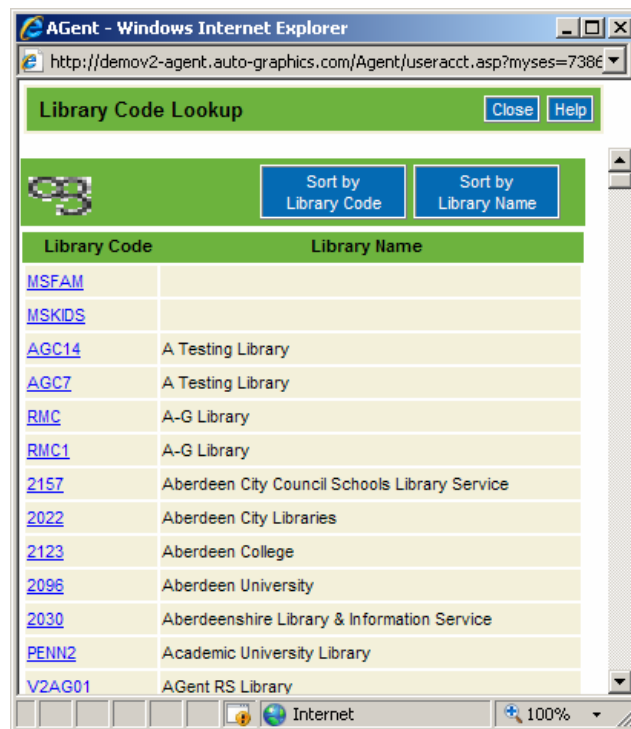 AGent - Windows Internet Explorer
http://demov2-agent.auto-graphics.com/Agent/useracct.asp?myses=7386
Library Code Lookup Close Help
ag
Sort by Library Code Sort by Library Name
Library Code Library Name
MSFAM
MSKIDS
AGC14 A Testing Library
AGC7 A Testing Library
RMC A-G Library
RMC1 A-G Library
2157 Aberdeen City Council Schools Library Service
2022 Aberdeen City Libraries
2123 Aberdeen College
2096 Aberdeen University
2030 Aberdeenshire Library & Information Service
PENN2 Academic University Library
V2AG01 AGent RS Library
Internet 100%